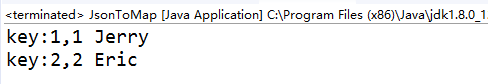 <terminated> JsonToMap [Java Application] C:\Program Files (x86)\Java\jdk1.8.0_1
key:1,1 Jerry
key:2,2 Eric